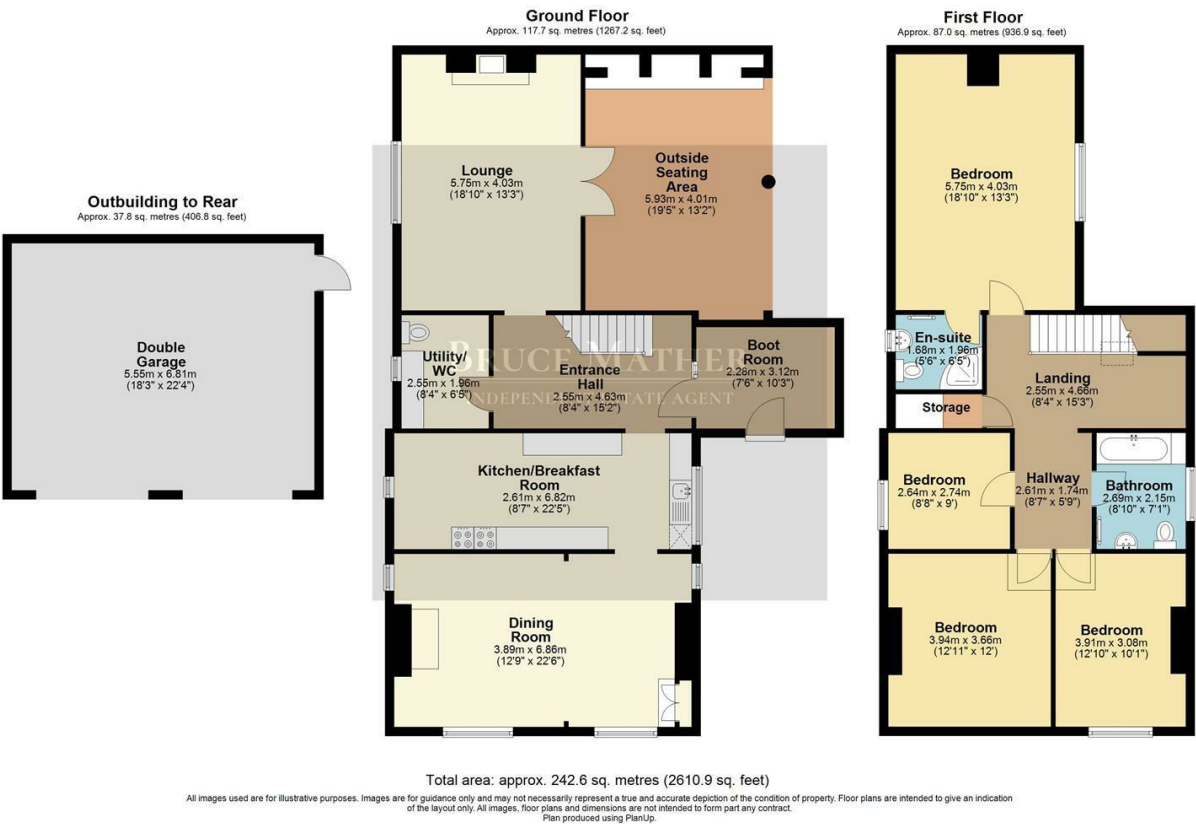 Ground Floor
Approx. 117.7 sq. metres (1267.2 sq. feet)
First Floor
Approx. 87.0 sq. metres (936.9 sq. feet)
Outbuilding to Rear
Approx. 37.8 sq. metres (406.8 sq. feet)
Double
Garage
5.55m x 6.81m
(18'3" x 22'4")
Lounge
5.75m x 4.03m
(18'10" x 13'3")
Outside
Seating
Area
5.93m x 4.01m
(19'5" x 13'2")
Utility/
WC
2.55m x 1.96m
(8'4" x 6'5")
Entrance
Hall
2.55m x 4.63m
(8'4" x 15'2")
Boot
Room
2.28m x 3.12m
(7'6" x 10'3")
BRUCE MATHER
INDEPENDENT ESTATE AGENT
Kitchen/Breakfast
Room
2.61m x 6.82m
(8'7" x 22'5")
Dining
Room
3.89m x 6.86m
(12'9" x 22'6")
Bedroom
5.75m x 4.03m
(18'10" x 13'3")
En-suite
1.68m x 1.96m
(5'6" x 6'5")
Landing
2.55m x 4.66m
(8'4" x 15'3")
Storage
Bedroom
2.64m x 2.74m
(8'8" x 9')
Hallway
2.61m x 1.74m
(8'7" x 5'9")
Bathroom
2.69m x 2.15m
(8'10" x 7'1")
Bedroom
3.94m x 3.66m
(12'11" x 12')
Bedroom
3.91m x 3.08m
(12'10" x 10'1")
Total area: approx. 242.6 sq. metres (2610.9 sq. feet)
All images used are for illustrative purposes. Images are for guidance only and may not necessarily represent a true and accurate depiction of the condition of property. Floor plans are intended to give an indication
of the layout only. All images, floor plans and dimensions are not intended to form part any contract.
Plan produced using PlanUp.